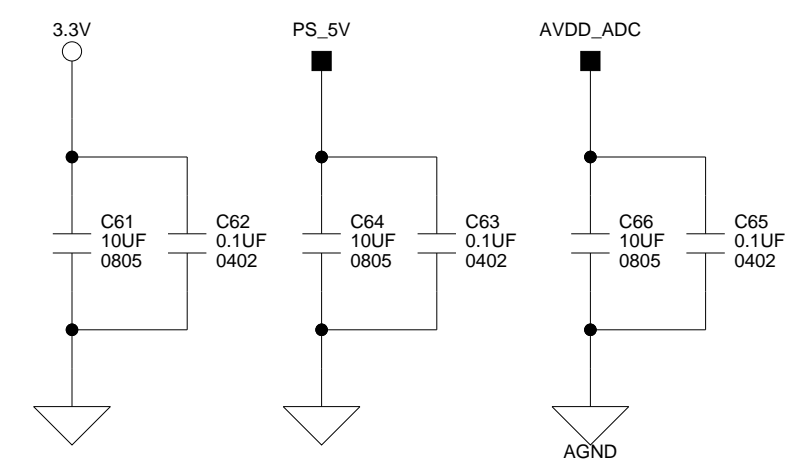 3.3V
PS_5V
AVDD_ADC
C61
10UF
0805
C62
0.1UF
0402
C64
10UF
0805
C63
0.1UF
0402
C66
10UF
0805
C65
0.1UF
0402
AGND